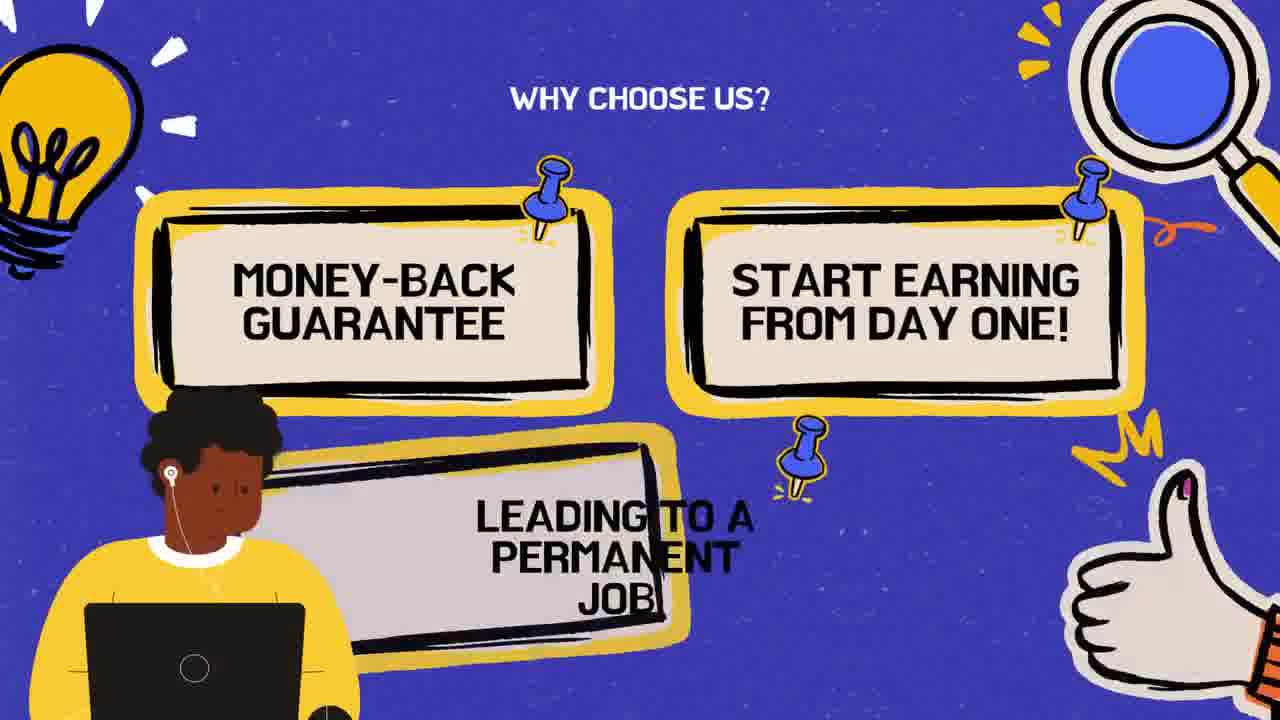 WHY CHOOSE US?
MONEY-BACK
GUARANTEE
START EARNING
FROM DAY ONE!
LEADING TO A
PERMANENT
JOB